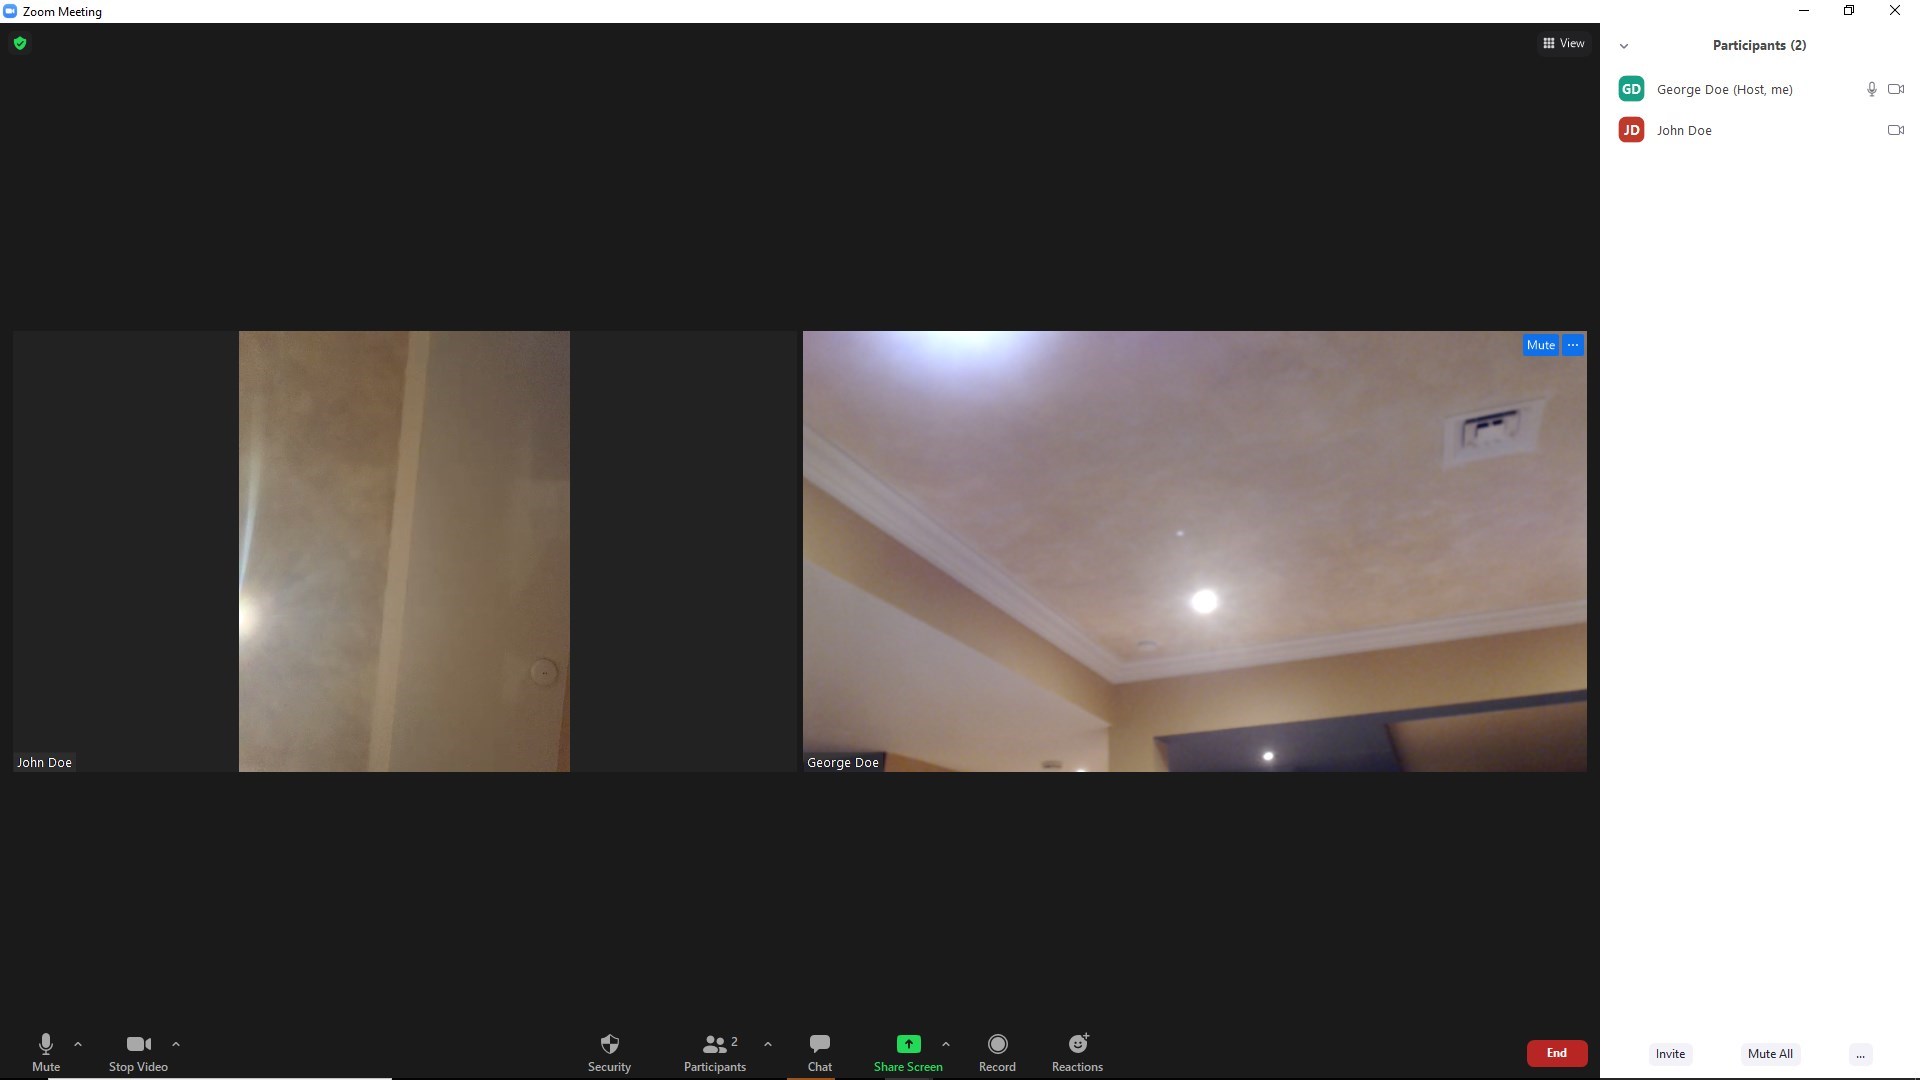 Zoom Meeting
View
Participants (2)
GD George Doe (Host, me)
JD John Doe
Mute ...
John Doe
George Doe
Mute
Stop Video
Security
2
Participants
Chat
Share Screen
Record
Reactions
End
Invite
Mute All
...